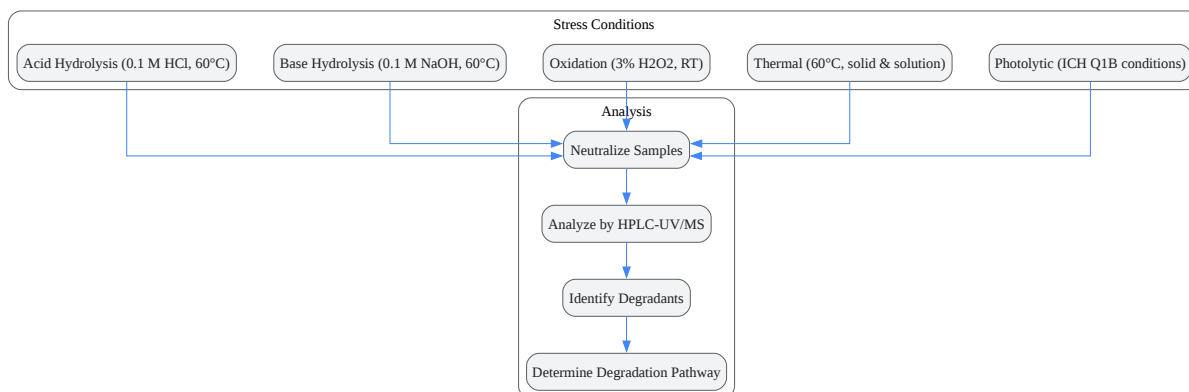 Stress Conditions
Acid Hydrolysis (0.1 M HCl, 60°C)
Base Hydrolysis (0.1 M NaOH, 60°C)
Oxidation (3% H2O2, RT)
Thermal (60°C, solid & solution)
Photolytic (ICH Q1B conditions)
Analysis
Neutralize Samples
Analyze by HPLC-UV/MS
Identify Degradants
Determine Degradation Pathway